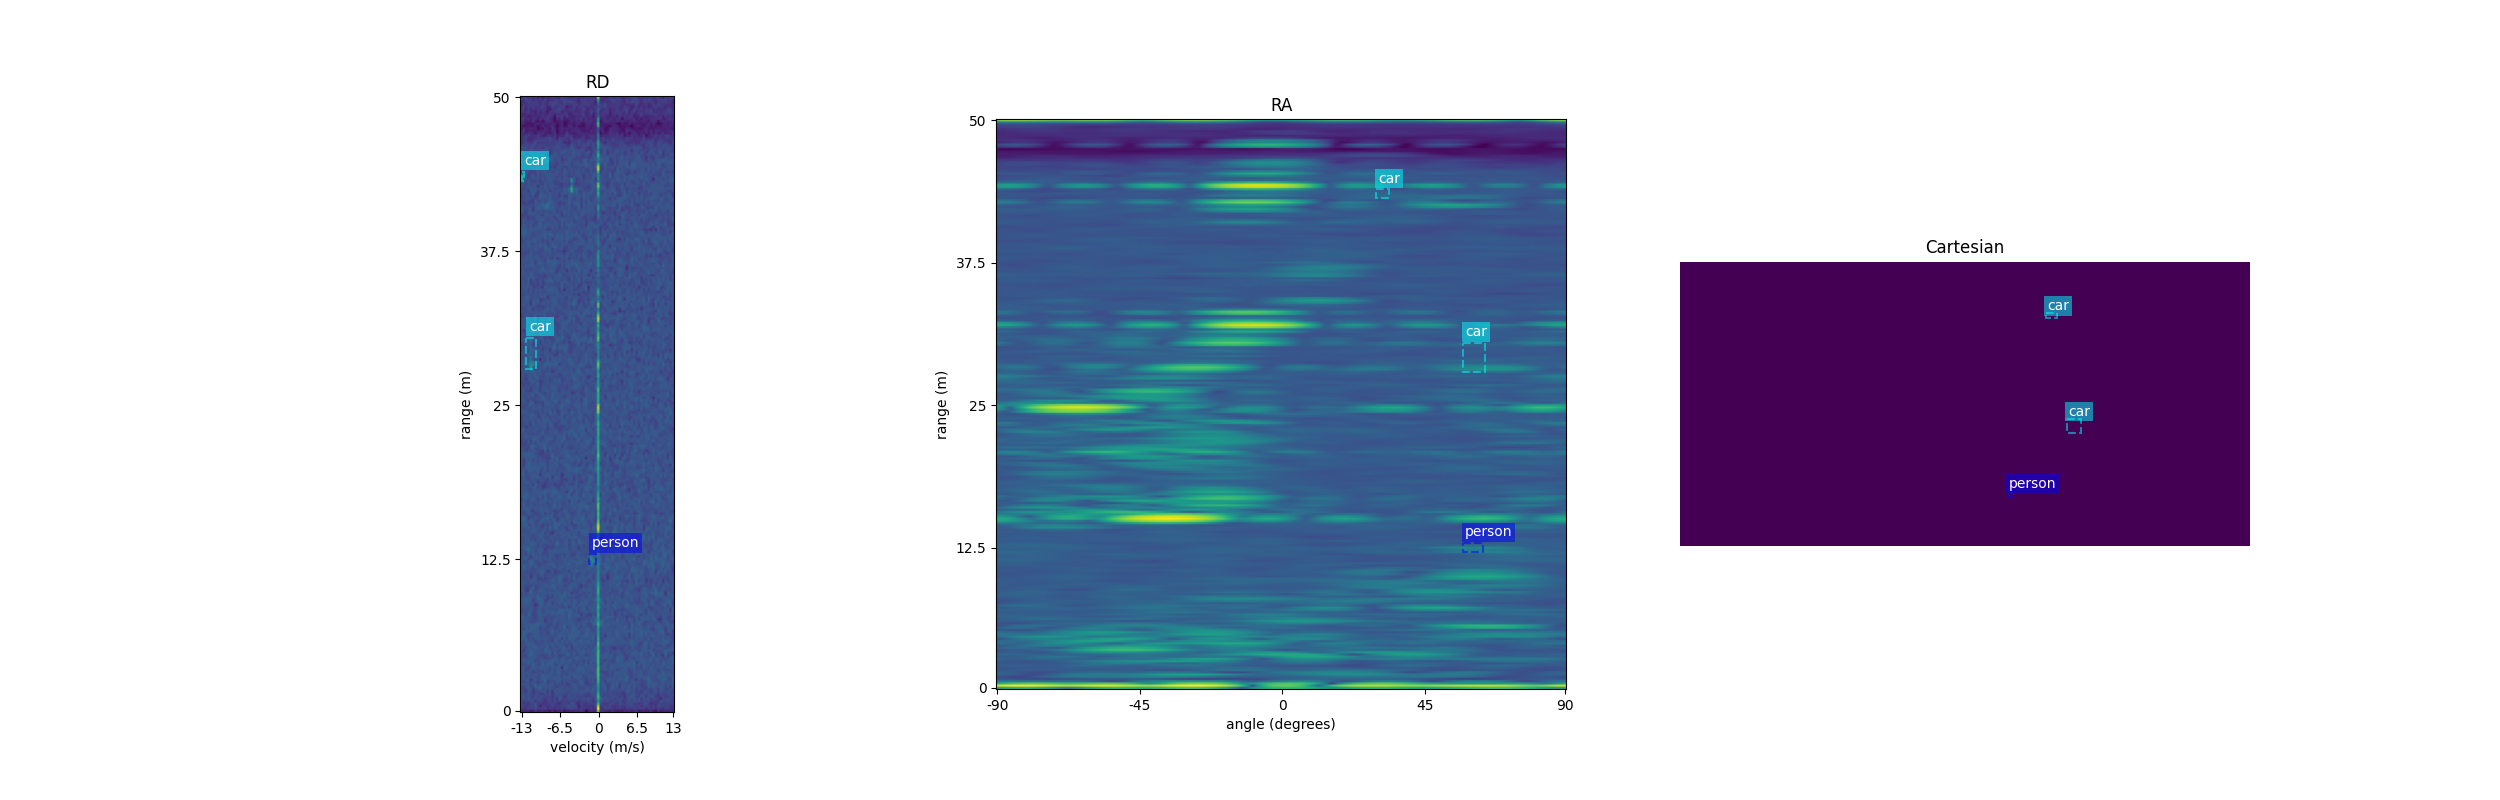 RD
50
37.5
25
12.5
0
range (m)
car
car
person
-13 -6.5 0 6.5 13
velocity (m/s)
RA
50
37.5
25
12.5
0
range (m)
car
car
person
-90 -45 0 45 90
angle (degrees)
Cartesian
car
car
person